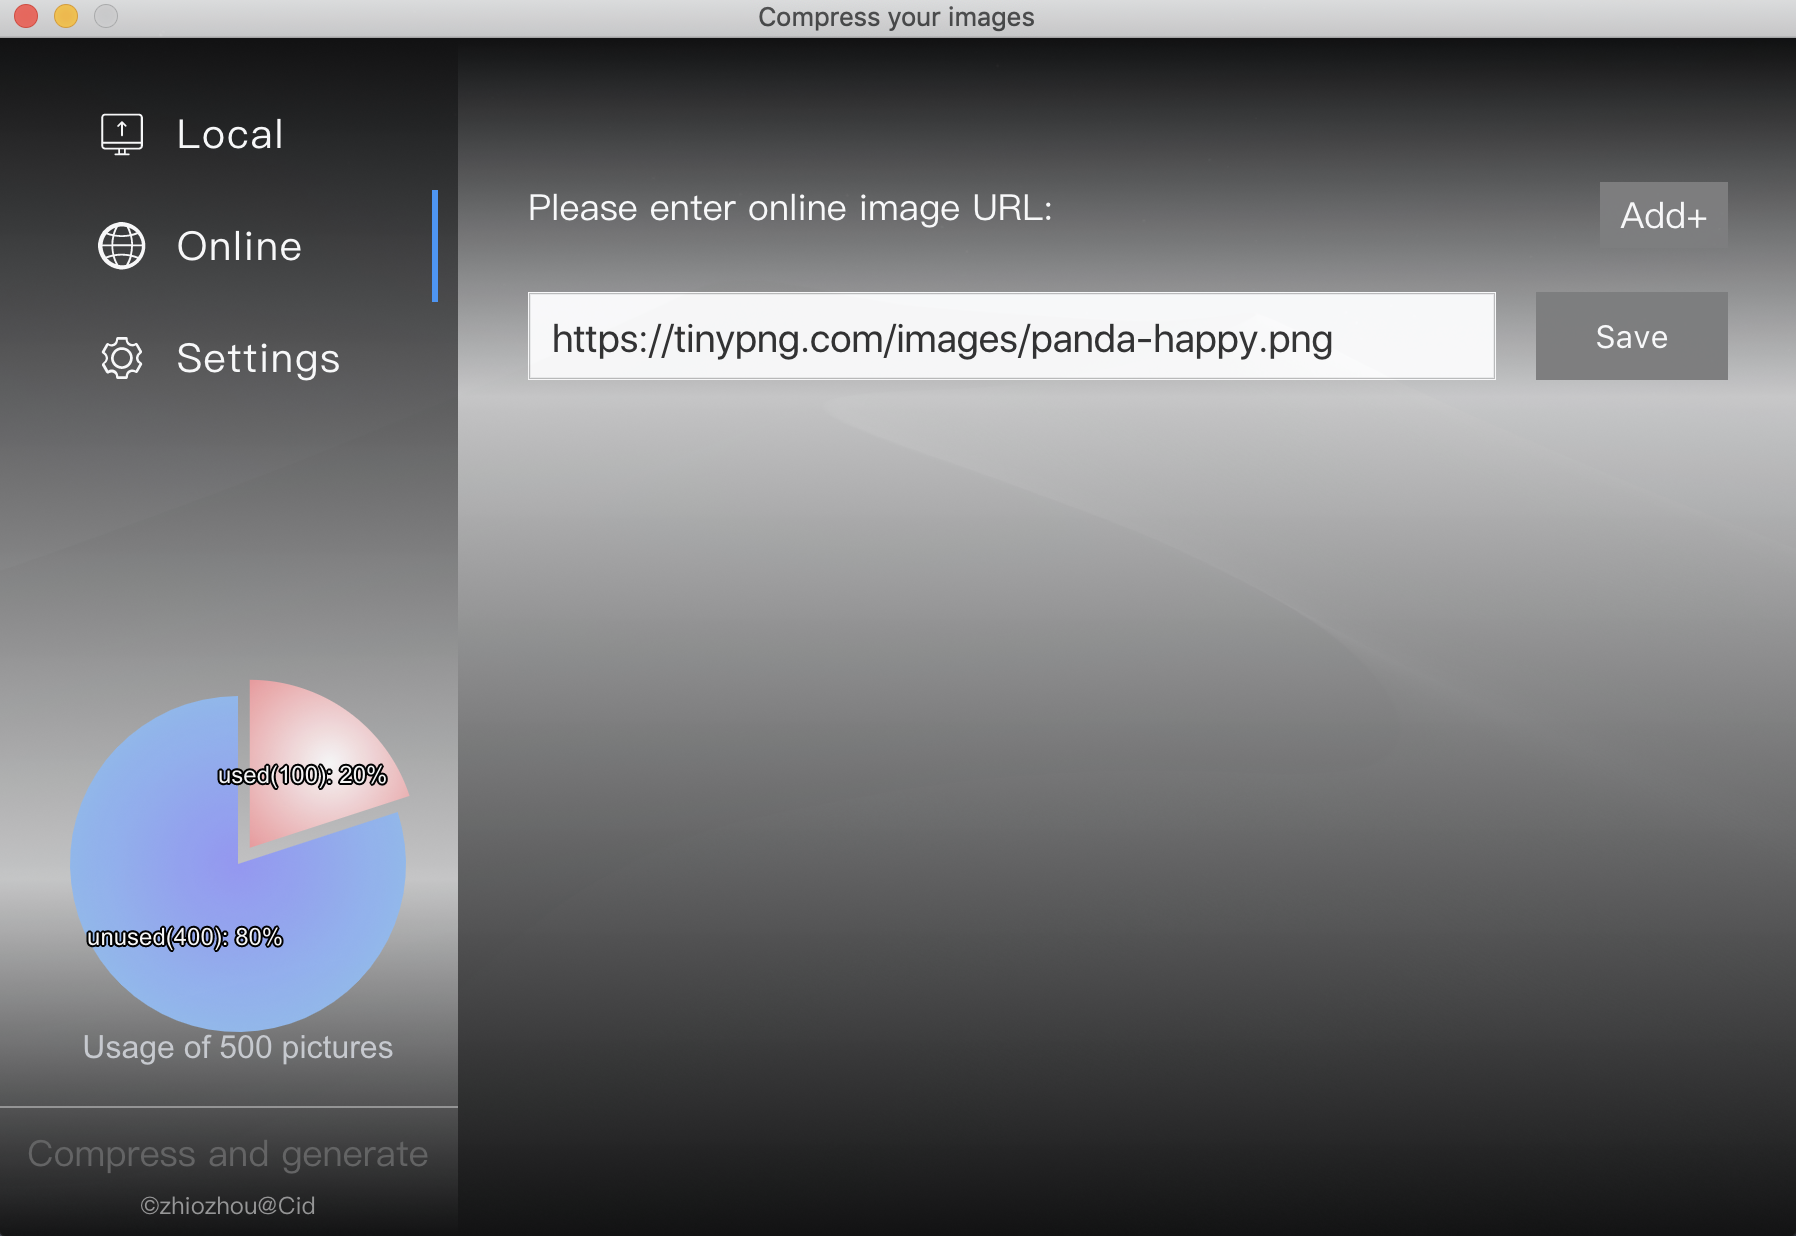 Compress your images
Local
Online
Settings
used(100): 20%
unused(400): 80%
Usage of 500 pictures
Compress and generate
©zhiozhou@Cid
Please enter online image URL:
Add+
https://tinypng.com/images/panda-happy.png
Save